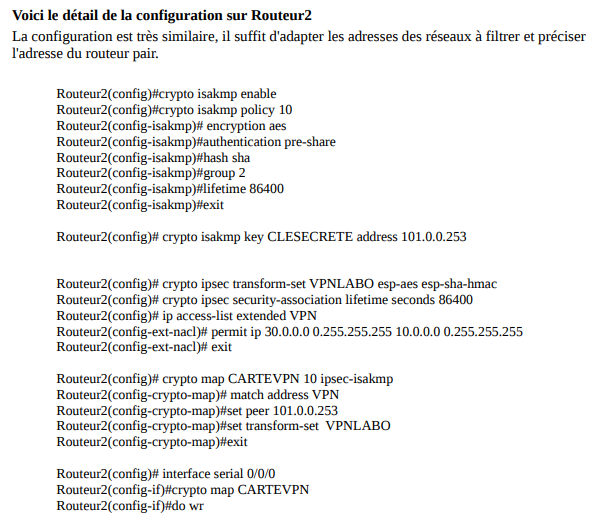 Voici le détail de la configuration sur Routeur2
La configuration est très similaire, il suffit d'adapter les adresses des réseaux à filtrer et préciser
l'adresse du routeur pair.
Routeur2(config)#crypto isakmp enable
Routeur2(config)#crypto isakmp policy 10
Routeur2(config-isakmp)# encryption aes
Routeur2(config-isakmp)#authentication pre-share
Routeur2(config-isakmp)#hash sha
Routeur2(config-isakmp)#group 2
Routeur2(config-isakmp)#lifetime 86400
Routeur2(config-isakmp)#exit
Routeur2(config)# crypto isakmp key CLESECRETE address 101.0.0.253
Routeur2(config)# crypto ipsec transform-set VPNLABO esp-aes esp-sha-hmac
Routeur2(config)# crypto ipsec security-association lifetime seconds 86400
Routeur2(config)# ip access-list extended VPN
Routeur2(config-ext-nacl)# permit ip 30.0.0.0 0.255.255.255 10.0.0.0 0.255.255.255
Routeur2(config-ext-nacl)# exit
Routeur2(config)# crypto map CARTEVPN 10 ipsec-isakmp
Routeur2(config-crypto-map)# match address VPN
Routeur2(config-crypto-map)#set peer 101.0.0.253
Routeur2(config-crypto-map)#set transform-set  VPNLABO
Routeur2(config-crypto-map)#exit
Routeur2(config)# interface serial 0/0/0
Routeur2(config-if)#crypto map CARTEVPN
Routeur2(config-if)#do wr